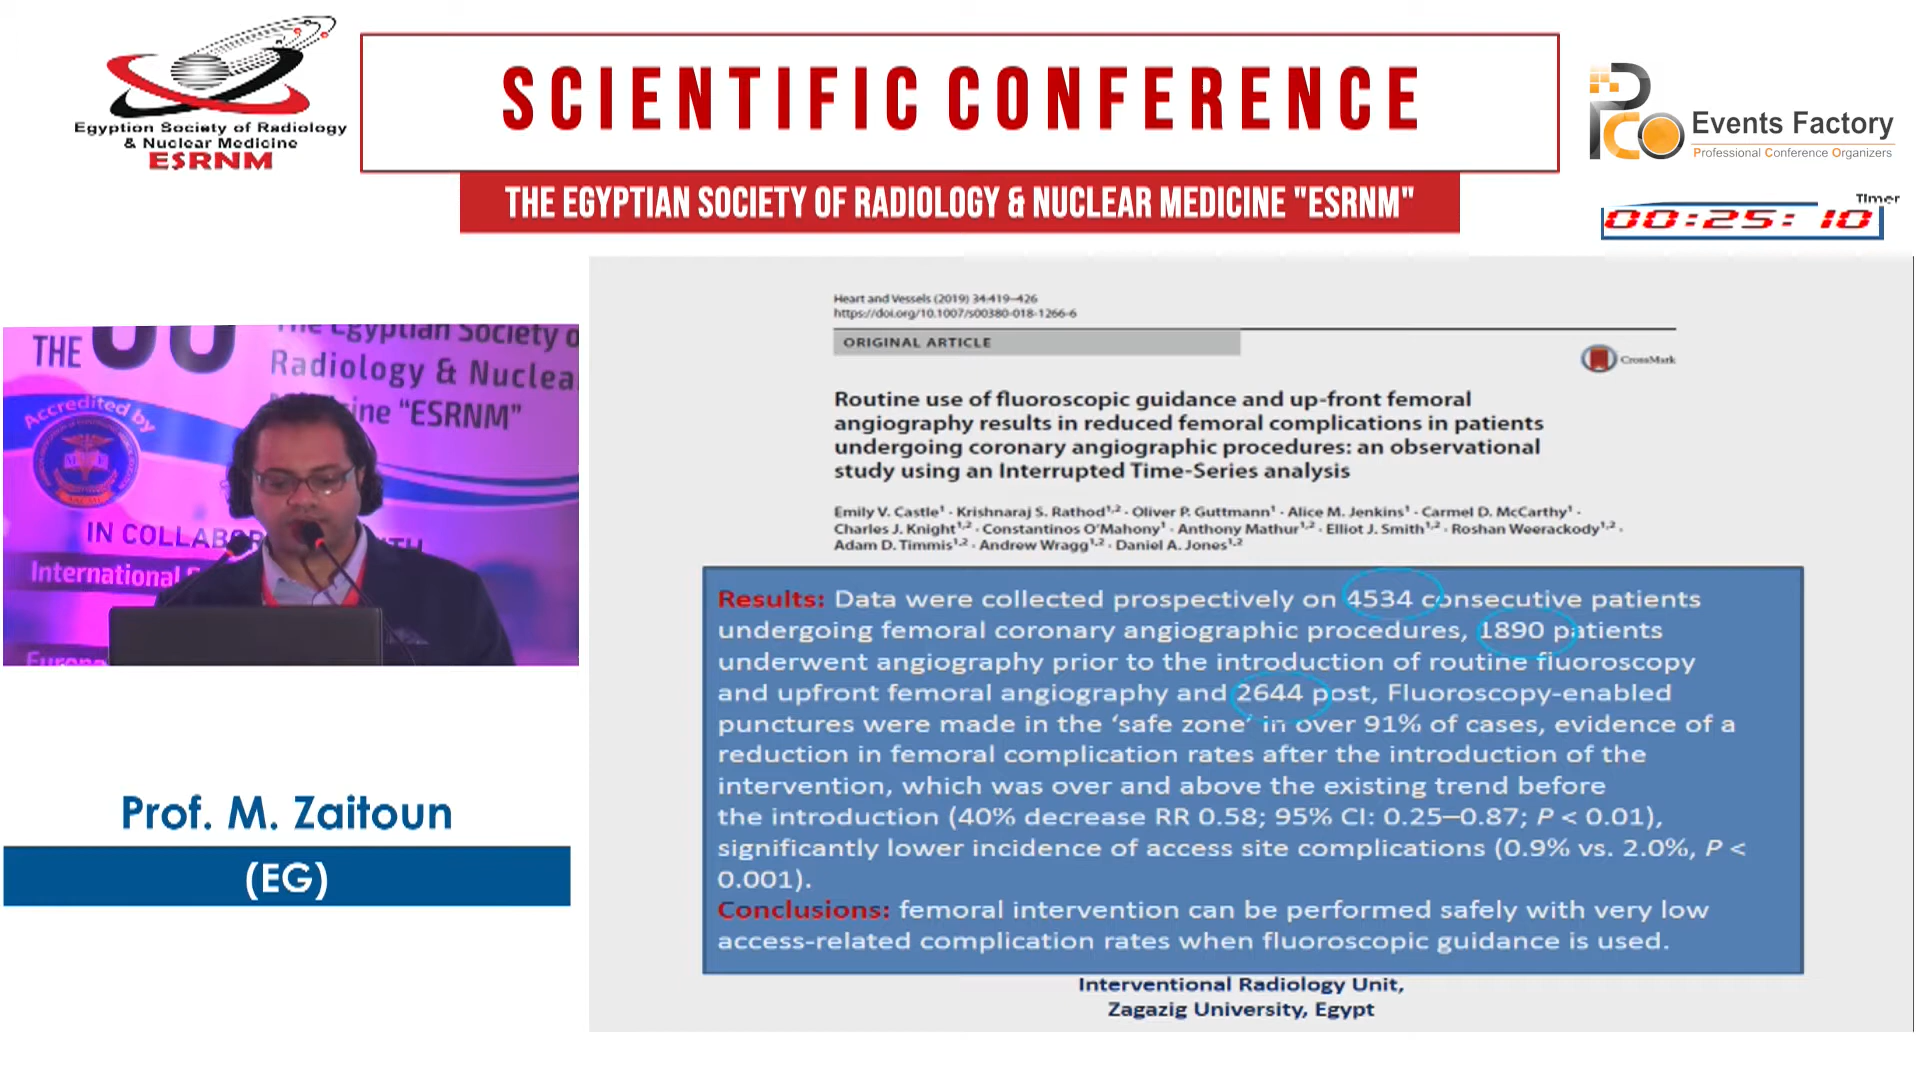 Egyptian Society of Radiology
& Nuclear Medicine
ESRNM
SCIENTIFIC CONFERENCE
THE EGYPTIAN SOCIETY OF RADIOLOGY & NUCLEAR MEDICINE "ESRNM"
PCO Events Factory
Professional Conference Organizers
Timer
00:25:10
THE
The Egyptian Society o
Radiology & Nuclea
"ESRNM"
Accredited by
IN COLLABOR
International
Europe
Prof. M. Zaitoun
(EG)
Heart and Vessels (2019) 34:419–426
https://doi.org/10.1007/s00380-018-1266-6
ORIGINAL ARTICLE
CrossMark
Routine use of fluoroscopic guidance and up-front femoral
angiography results in reduced femoral complications in patients
undergoing coronary angiographic procedures: an observational
study using an Interrupted Time-Series analysis
Emily V. Castle¹ · Krishnaraj S. Rathod¹,² · Oliver P. Guttmann¹ · Alice M. Jenkins¹ · Carmel D. McCarthy¹ ·
Charles J. Knight¹,² · Constantinos O'Mahony¹ · Anthony Mathur¹,² · Elliot J. Smith¹,² · Roshan Weerackody¹,² ·
Adam D. Timmis¹,² · Andrew Wragg¹,² · Daniel A. Jones¹,²
Results: Data were collected prospectively on 4534 consecutive patients
undergoing femoral coronary angiographic procedures, 1890 patients
underwent angiography prior to the introduction of routine fluoroscopy
and upfront femoral angiography and 2644 post, Fluoroscopy-enabled
punctures were made in the 'safe zone' in over 91% of cases, evidence of a
reduction in femoral complication rates after the introduction of the
intervention, which was over and above the existing trend before
the introduction (40% decrease RR 0.58; 95% CI: 0.25–0.87; P < 0.01),
significantly lower incidence of access site complications (0.9% vs. 2.0%, P <
0.001).
Conclusions: femoral intervention can be performed safely with very low
access-related complication rates when fluoroscopic guidance is used.
Interventional Radiology Unit,
Zagazig University, Egypt